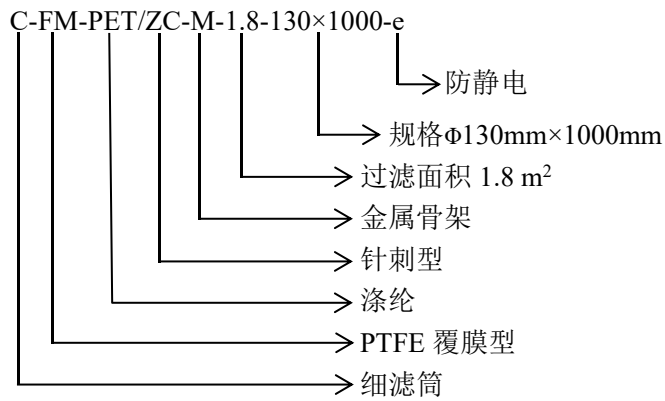 C-FM-PET/ZC-M-1.8-130×1000-e
防静电
规格Φ130mm×1000mm
过滤面积 1.8 m²
金属骨架
针刺型
涤纶
PTFE 覆膜型
细滤筒